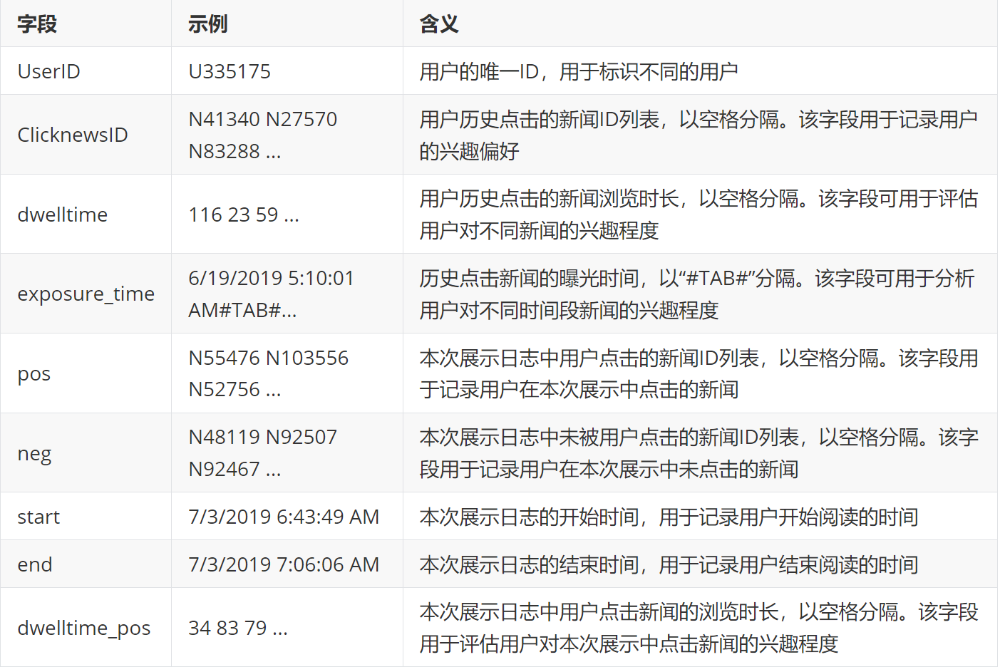 字段 示例 含义
UserID U335175 用户的唯一ID，用于标识不同的用户
ClicknewsID N41340 N27570 N83288 ... 用户历史点击的新闻ID列表，以空格分隔。该字段用于记录用户
的兴趣偏好
dwelltime 116 23 59 ... 用户历史点击的新闻浏览时长，以空格分隔。该字段可用于评估
用户对不同新闻的兴趣程度
exposure_time 6/19/2019 5:10:01 AM#TAB#... 历史点击新闻的曝光时间，以“#TAB#”分隔。该字段可用于分析
用户对不同时间段新闻的兴趣程度
pos N55476 N103556 N52756 ... 本次展示日志中用户点击的新闻ID列表，以空格分隔。该字段用
于记录用户在本次展示中点击的新闻
neg N48119 N92507 N92467 ... 本次展示日志中未被用户点击的新闻ID列表，以空格分隔。该字
段用于记录用户在本次展示中未点击的新闻
start 7/3/2019 6:43:49 AM 本次展示日志的开始时间，用于记录用户开始阅读的时间
end 7/3/2019 7:06:06 AM 本次展示日志的结束时间，用于记录用户结束阅读的时间
dwelltime_pos 34 83 79 ... 本次展示日志中用户点击新闻的浏览时长，以空格分隔。该字段
用于评估用户对本次展示中点击新闻的兴趣程度